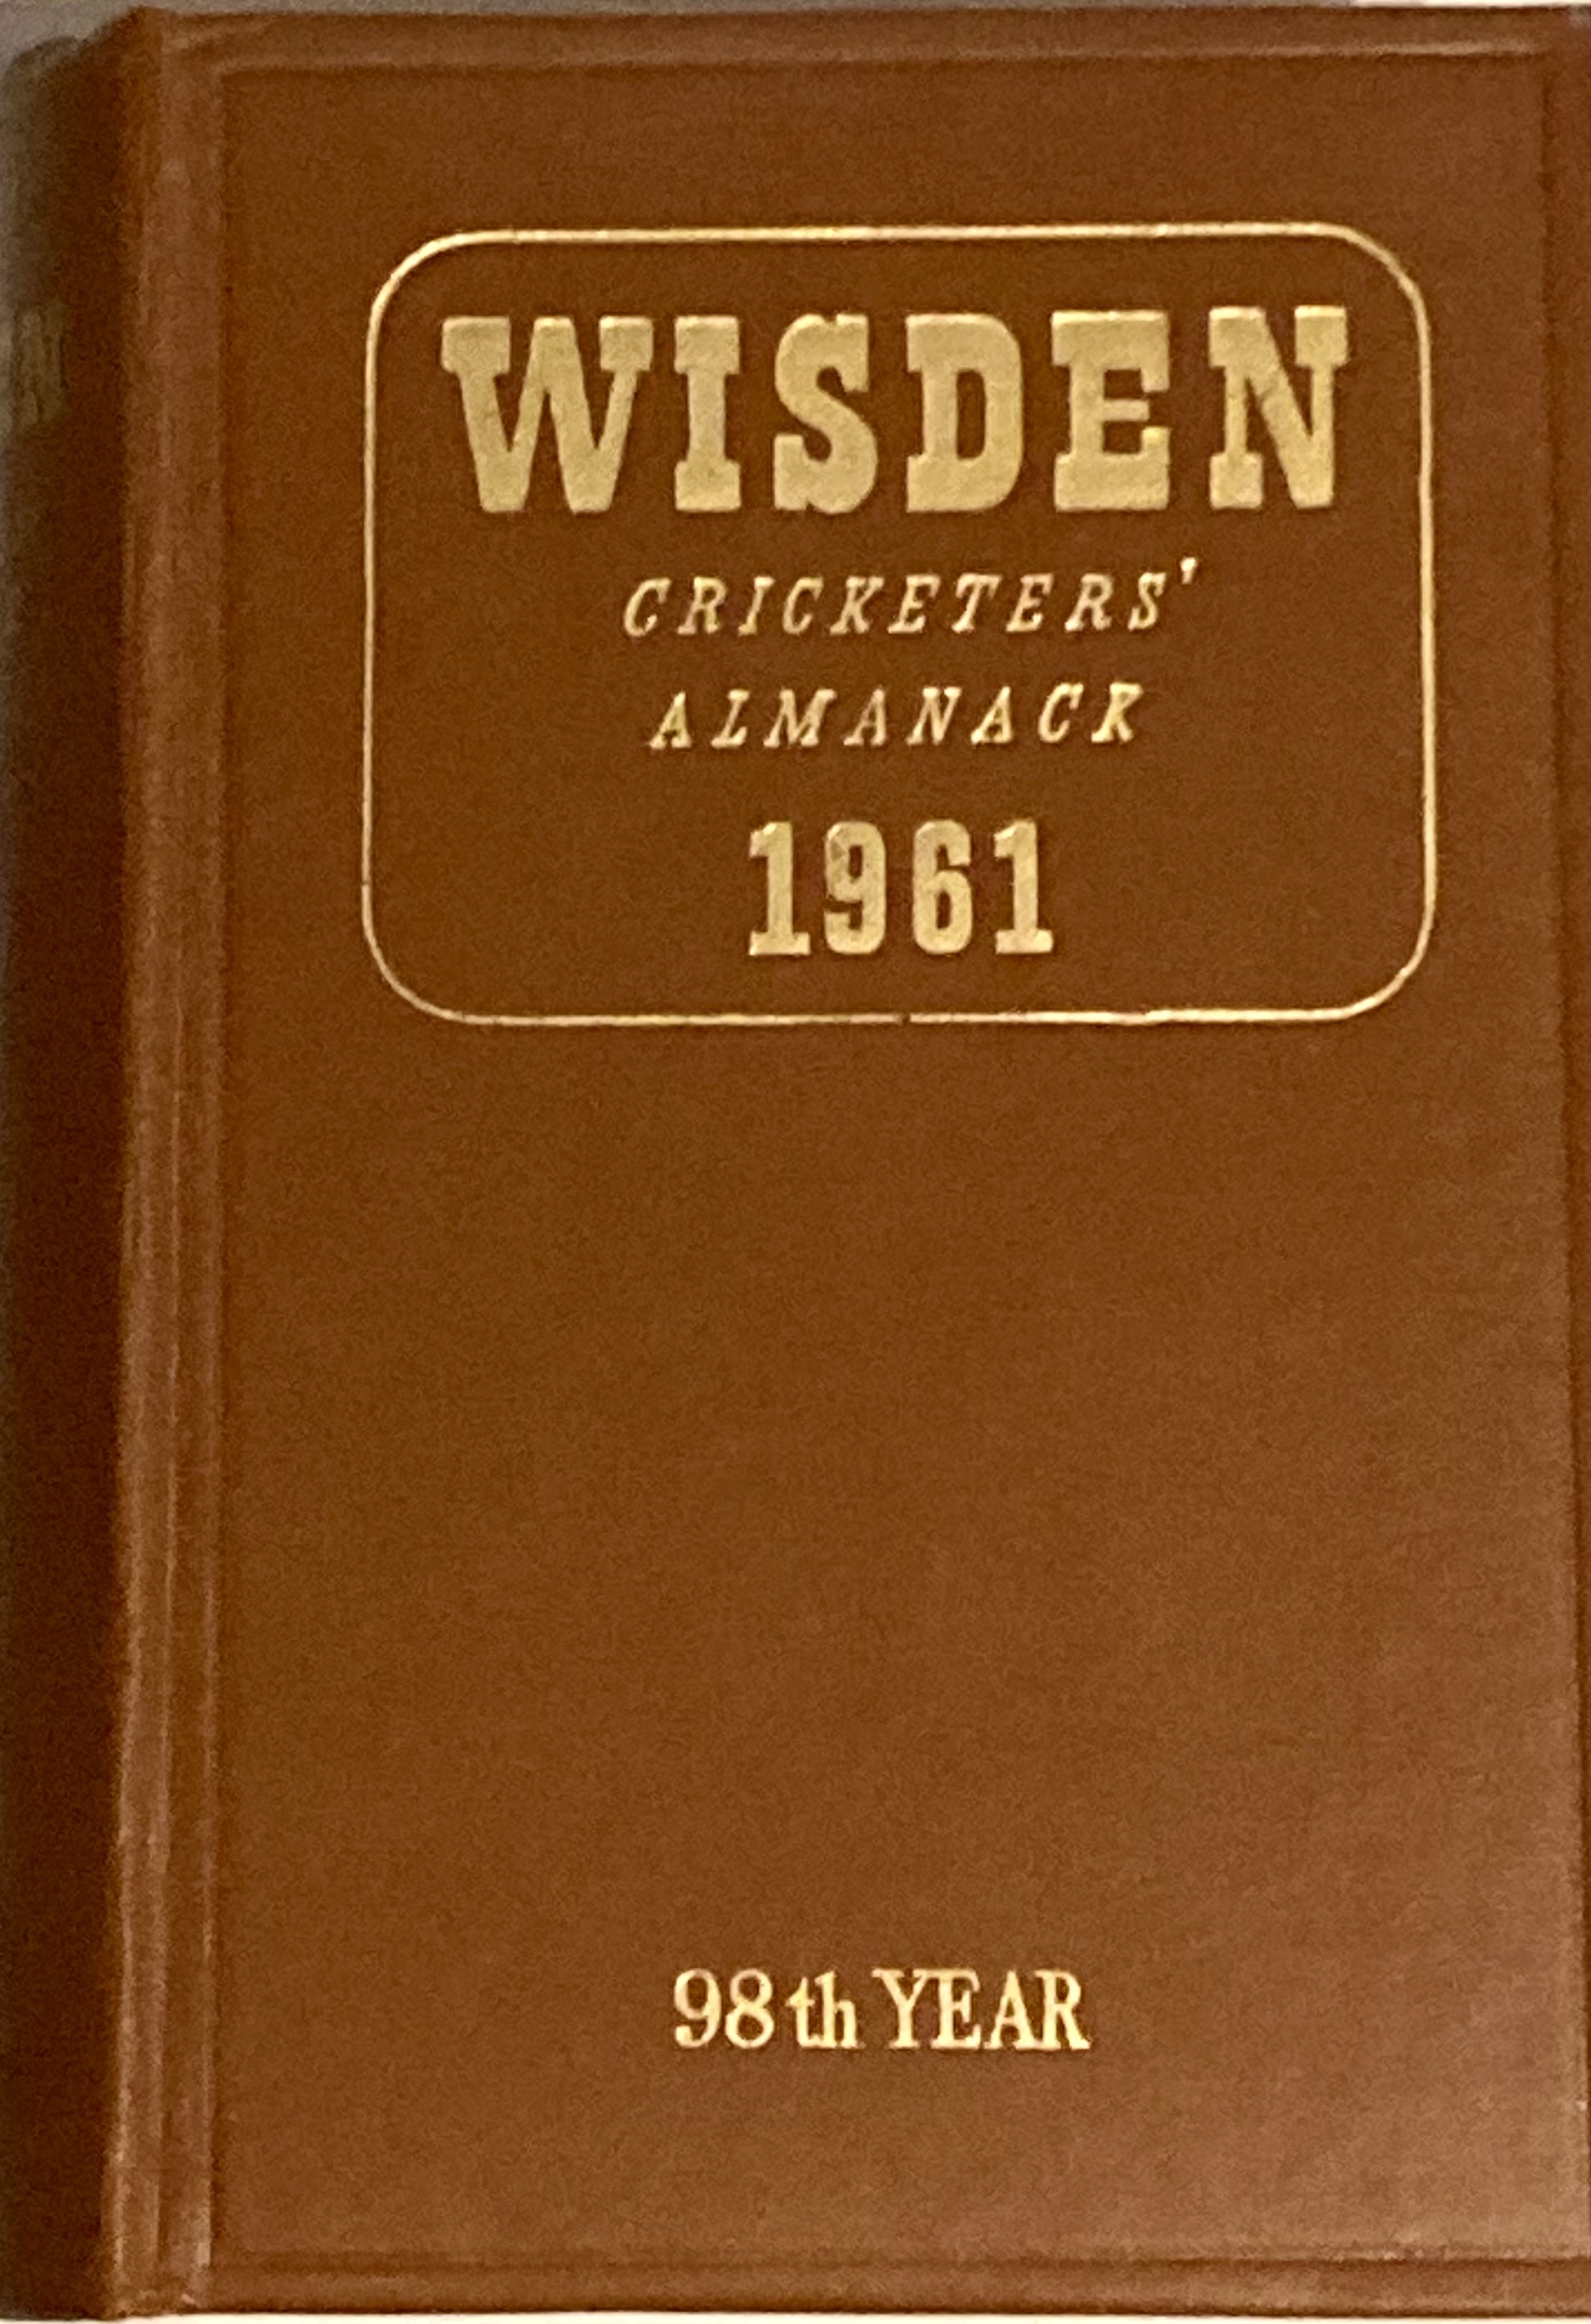 WISDEN
CRICKETERS'
ALMANACK
1961
98th YEAR